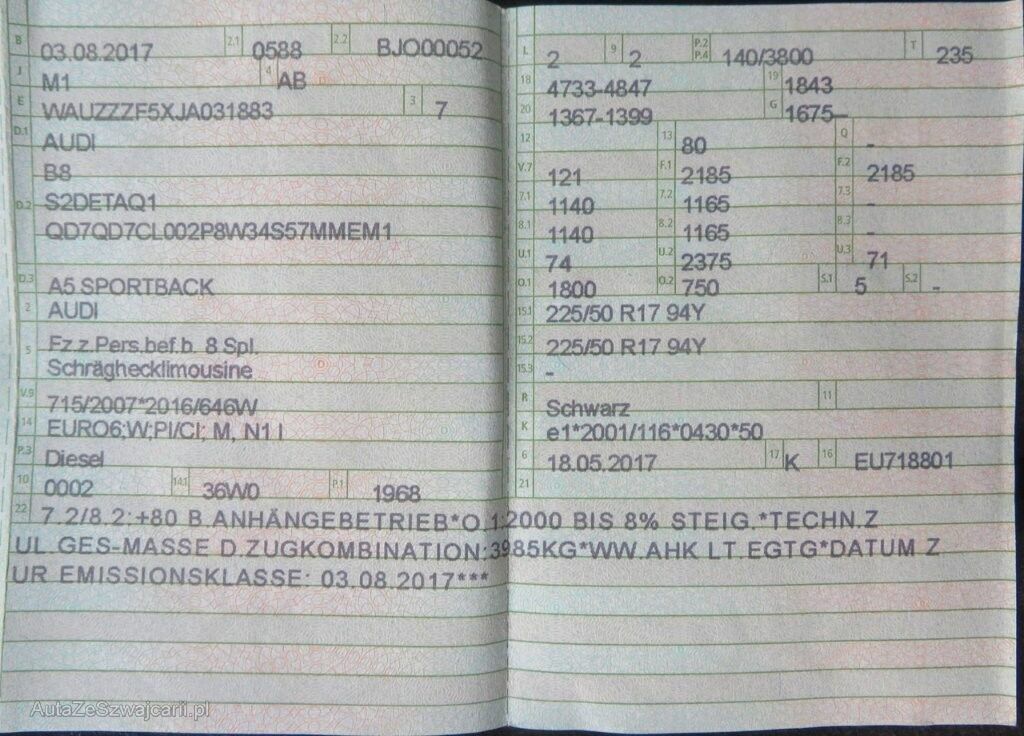 B 03.08.2017 2.1 0588 2.2 BJO00052
J M1 4 AB
E WAUZZZF5XJA031883 3 7
D.1 AUDI
B8
D.2 S2DETAQ1
QD7QD7CL002P8W34S57MMEM1
D.3 A5 SPORTBACK
2 AUDI
5 Fz.z.Pers.bef.b. 8 Spl.
Schräghecklimousine
V.9 715/2007*2016/646W
14 EURO6;W;PI/CI; M, N1 I
P.3 Diesel
10 0002 14.1 36W0 P.1 1968
L 2 9 2 P.2 P.4 140/3800 T 235
18 4733-4847 19 1843
20 1367-1399 G 1675-
12 13 80 Q -
V.7 121 F.1 2185 F.2 2185
7.1 1140 7.2 1165 7.3 -
8.1 1140 8.2 1165 8.3 -
U.1 74 U.2 2375 U.3 71
O.1 1800 O.2 750 S.1 5 S.2 -
15.1 225/50 R17 94Y
15.2 225/50 R17 94Y
15.3 -
R Schwarz 11
K e1*2001/116*0430*50
6 18.05.2017 17 K 16 EU718801
21
22 7.2/8.2:+80 B.ANHÄNGEBETRIEB*O.1:2000 BIS 8% STEIG.*TECHN.Z
UL.GES-MASSE D.ZUGKOMBINATION:3985KG*WW.AHK LT.EGTG*DATUM Z
UR EMISSIONSKLASSE: 03.08.2017***
AutaZeSzwajcarii.pl